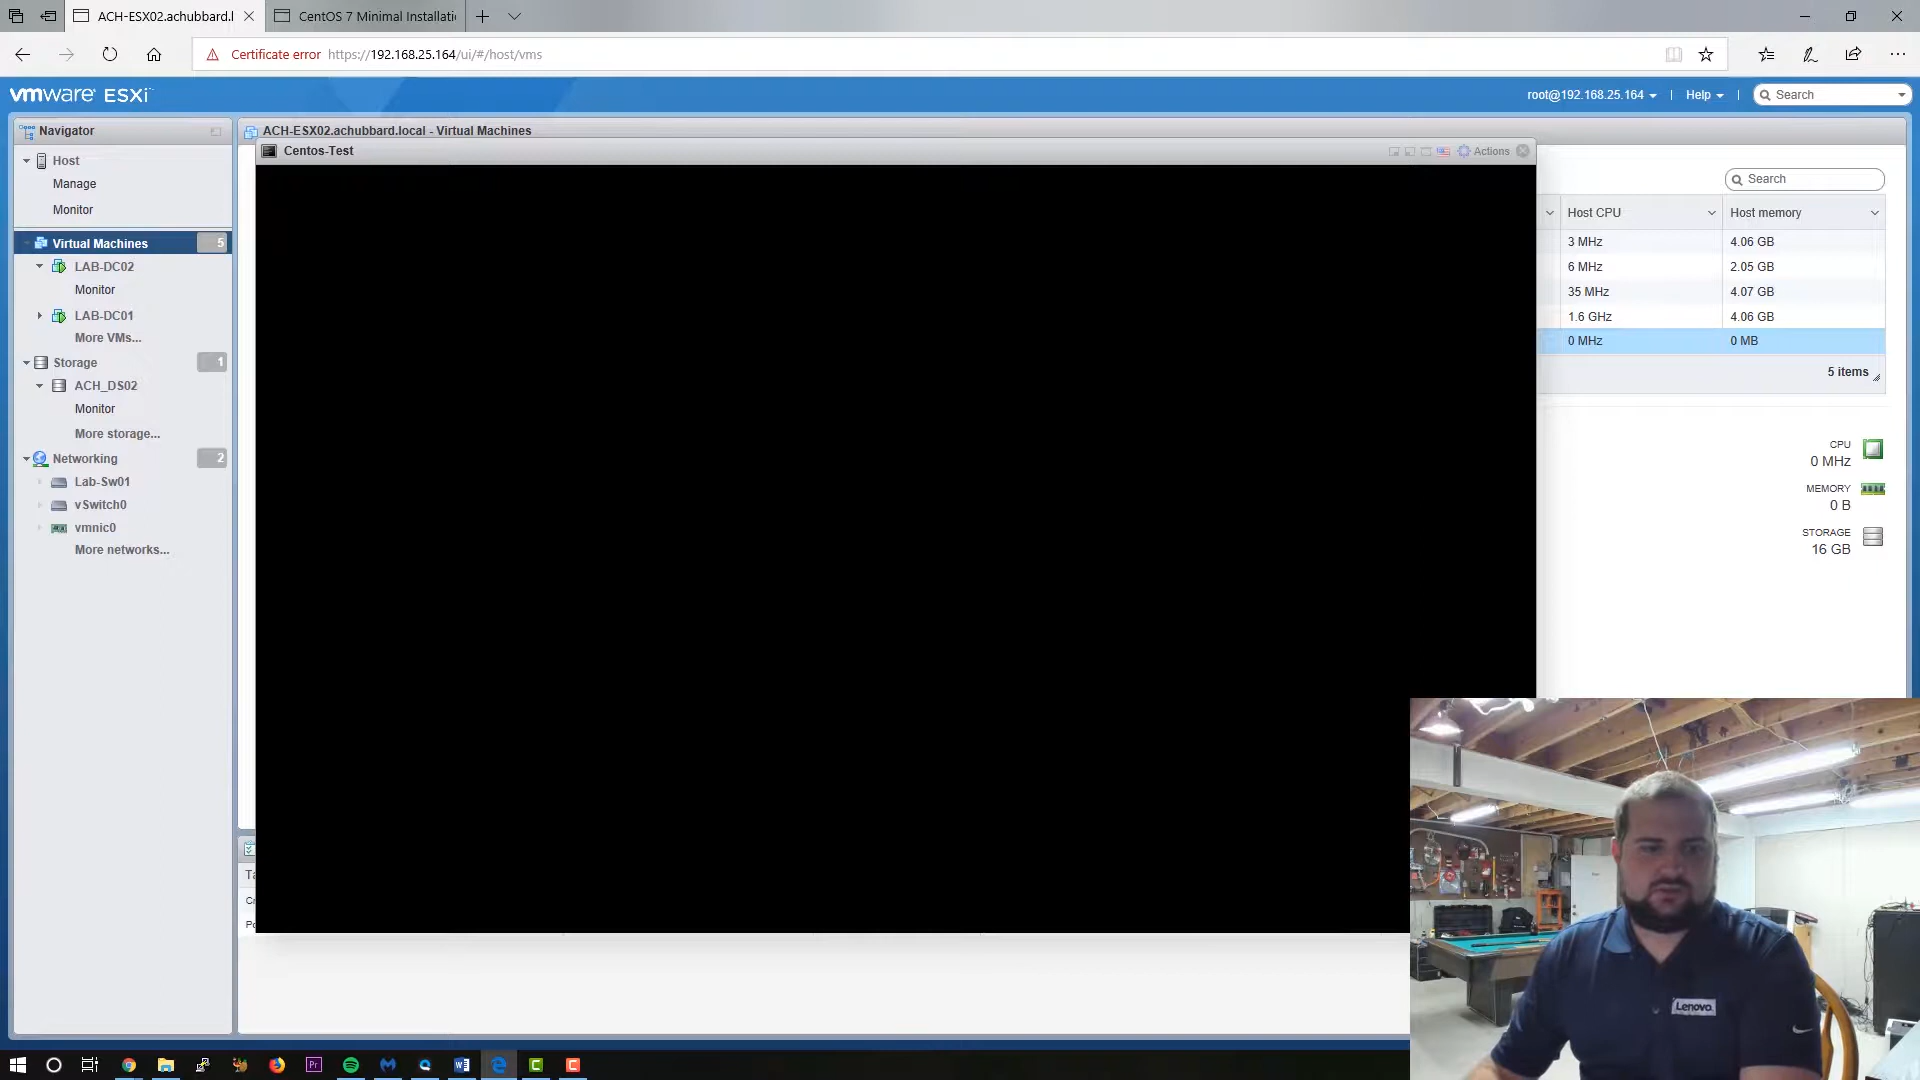 ACH-ESX02.achubbard.l
CentOS 7 Minimal Installati
Certificate error https://192.168.25.164/ui/#/host/vms
vmware ESXi
root@192.168.25.164
Help
Search
Navigator
Host
Manage
Monitor
Virtual Machines 5
LAB-DC02
Monitor
LAB-DC01
More VMs...
Storage 1
ACH_DS02
Monitor
More storage...
Networking 2
Lab-Sw01
vSwitch0
vmnic0
More networks...
ACH-ESX02.achubbard.local - Virtual Machines
Centos-Test
Actions
Search
Host CPU Host memory
3 MHz 4.06 GB
6 MHz 2.05 GB
35 MHz 4.07 GB
1.6 GHz 4.06 GB
0 MHz 0 MB
5 items
CPU
0 MHz
MEMORY
0 B
STORAGE
16 GB
Ta
Cr
Po
Lenovo
Pr